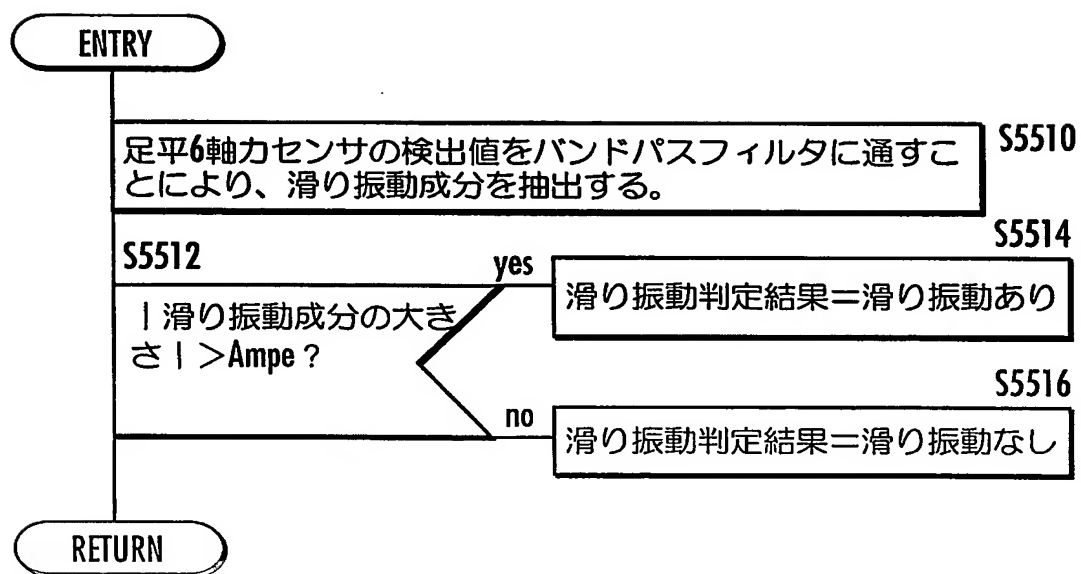 ENTRY
S5510
足平6軸力センサの検出値をバンドパスフィルタに通すこ
とにより、滑り振動成分を抽出する。
S5512
|滑り振動成分の大き
さ|>Ampe?
yes
S5514
滑り振動判定結果=滑り振動あり
no
S5516
滑り振動判定結果=滑り振動なし
RETURN